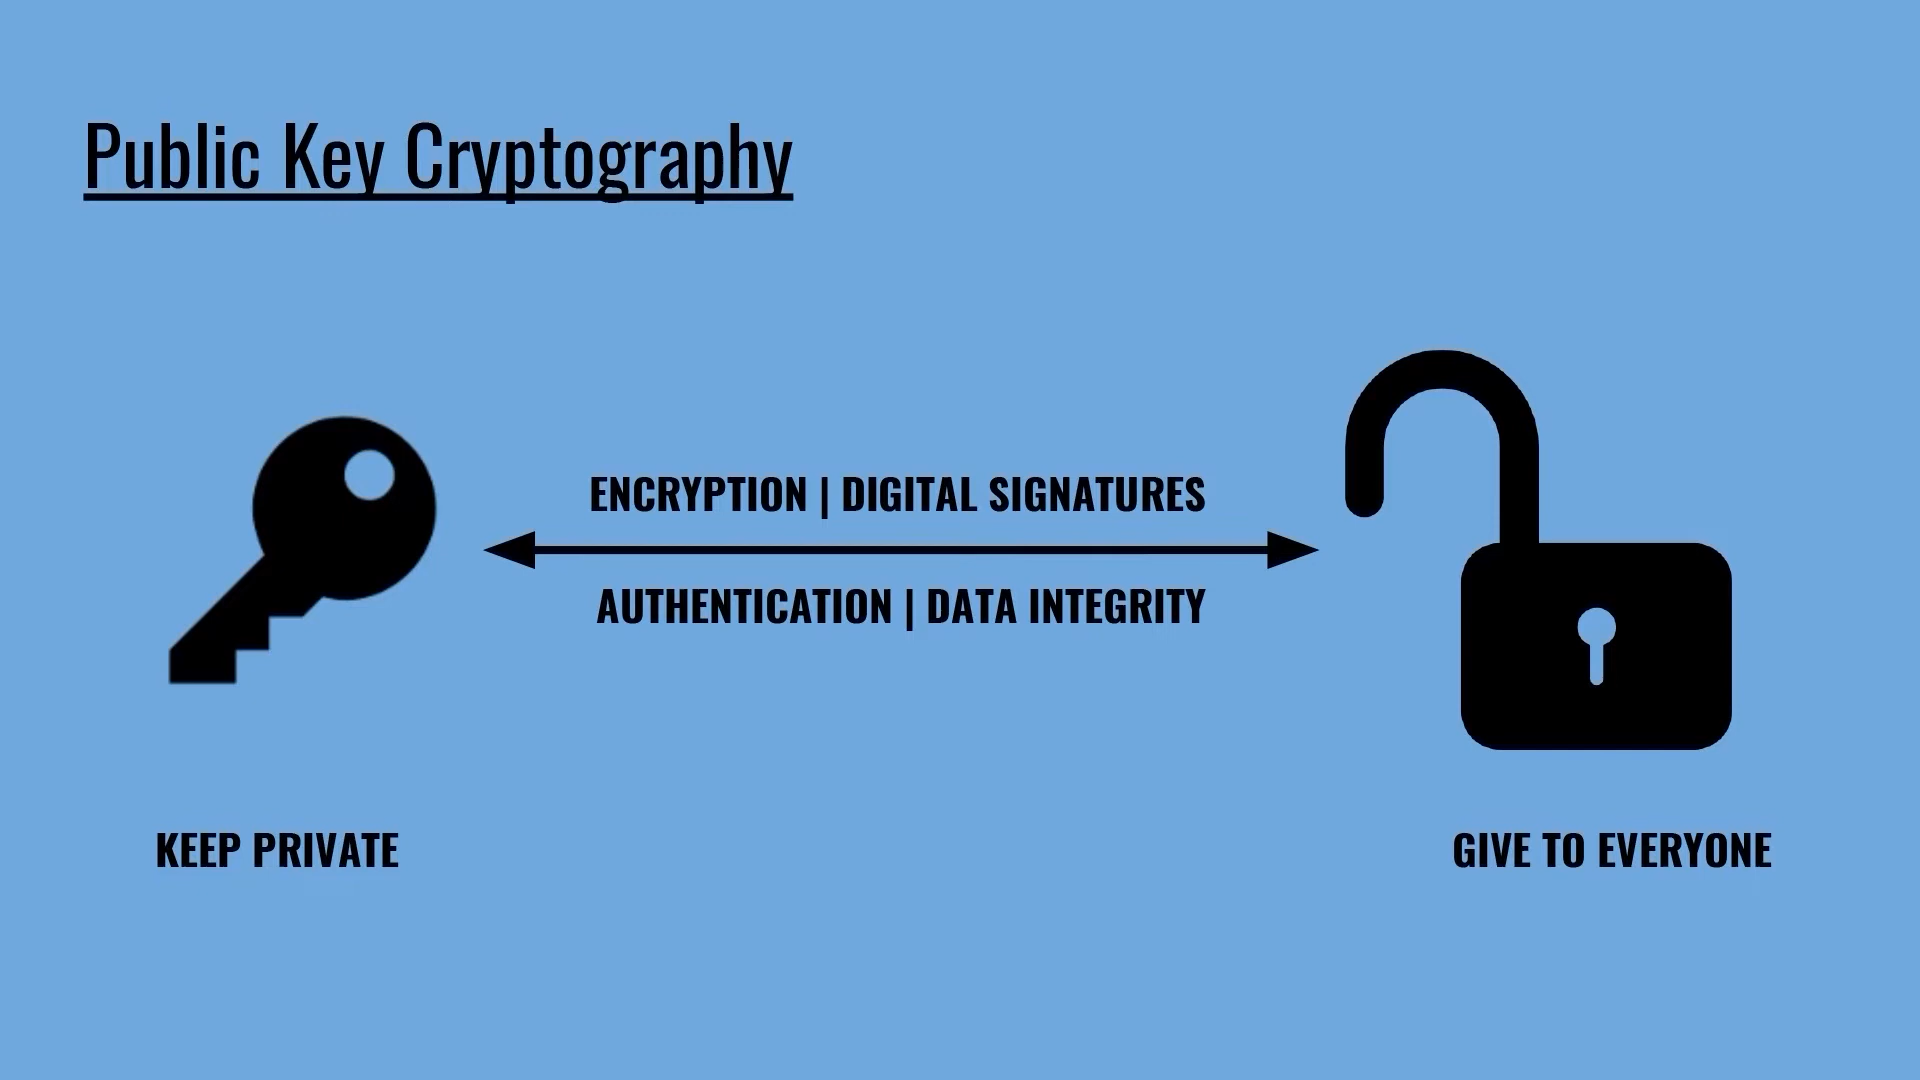 Public Key Cryptography
ENCRYPTION | DIGITAL SIGNATURES
AUTHENTICATION | DATA INTEGRITY
KEEP PRIVATE
GIVE TO EVERYONE